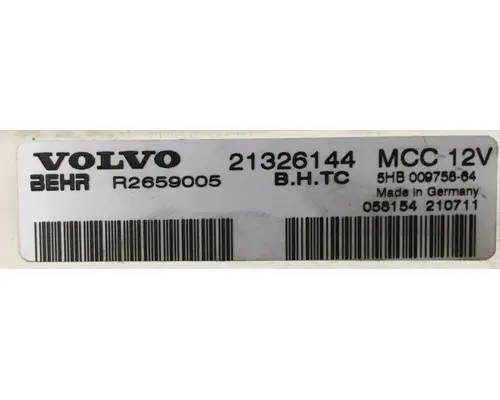 VOLVO 21326144 MCC 12V
BEHR R2659005 B.H.TC 5HB 009758-64
Made in Germany
058154 210711